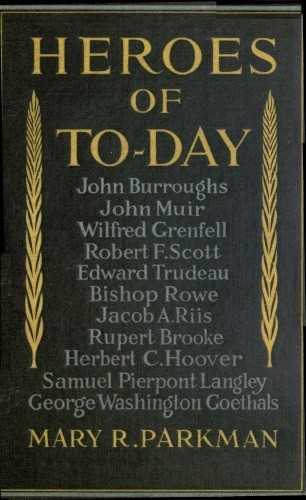 HEROES
OF
TO-DAY
John Burroughs
John Muir
Wilfred Grenfell
Robert F. Scott
Edward Trudeau
Bishop Rowe
Jacob A. Riis
Rupert Brooke
Herbert C. Hoover
Samuel Pierpont Langley
George Washington Goethals
MARY R. PARKMAN